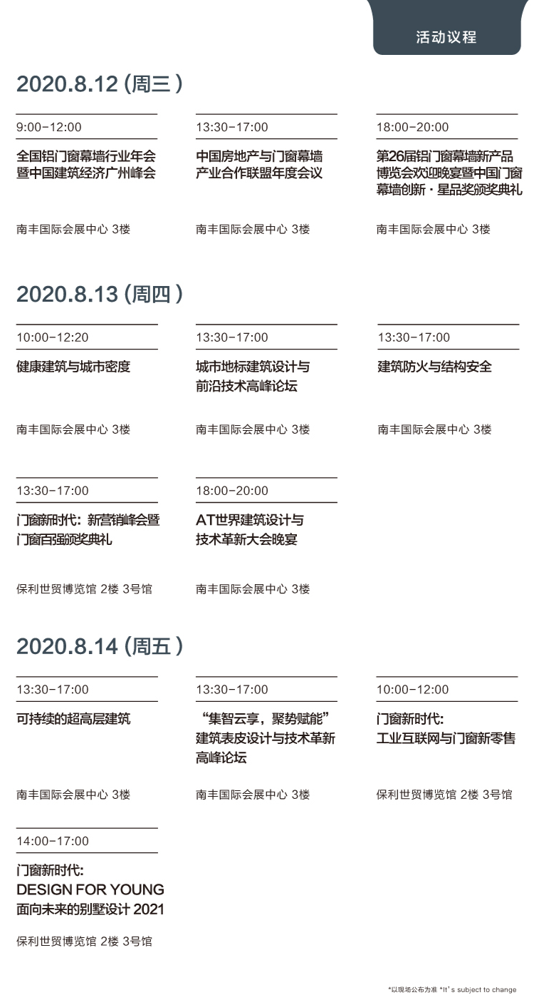 活动议程
2020.8.12 (周三 )
9:00-12:00
全国铝门窗幕墙行业年会
暨中国建筑经济广州峰会
南丰国际会展中心 3楼
13:30-17:00
中国房地产与门窗幕墙
产业合作联盟年度会议
南丰国际会展中心 3楼
18:00-20:00
第26届铝门窗幕墙新产品
博览会欢迎晚宴暨中国门窗
幕墙创新·星品奖颁奖典礼
南丰国际会展中心 3楼
2020.8.13 (周四 )
10:00-12:20
健康建筑与城市密度
南丰国际会展中心 3楼
13:30-17:00
城市地标建筑设计与
前沿技术高峰论坛
南丰国际会展中心 3楼
13:30-17:00
建筑防火与结构安全
南丰国际会展中心 3楼
13:30-17:00
门窗新时代：新营销峰会暨
门窗百强颁奖典礼
保利世贸博览馆 2楼 3号馆
18:00-20:00
AT世界建筑设计与
技术革新大会晚宴
南丰国际会展中心 3楼
2020.8.14 (周五 )
13:30-17:00
可持续的超高层建筑
南丰国际会展中心 3楼
13:30-17:00
“集智云享，聚势赋能”
建筑表皮设计与技术革新
高峰论坛
南丰国际会展中心 3楼
10:00-12:00
门窗新时代:
工业互联网与门窗新零售
保利世贸博览馆 2楼 3号馆
14:00-17:00
门窗新时代:
DESIGN FOR YOUNG
面向未来的别墅设计 2021
保利世贸博览馆 2楼 3号馆
*以现场公布为准 *It's subject to change